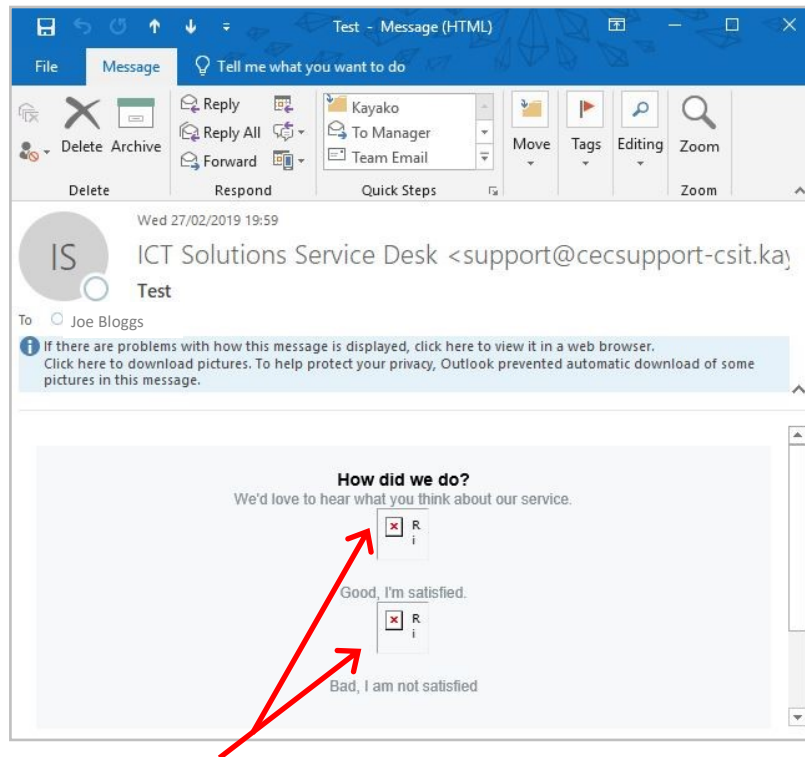 Test - Message (HTML)
File Message Tell me what you want to do
Delete Archive
Reply
Reply All
Forward
Kayako
To Manager
Team Email
Move Tags Editing Zoom
Delete Respond Quick Steps Zoom
Wed 27/02/2019 19:59
IS
ICT Solutions Service Desk <support@cecsupport-csit.kay
Test
To Joe Bloggs
If there are problems with how this message is displayed, click here to view it in a web browser.
Click here to download pictures. To help protect your privacy, Outlook prevented automatic download of some
pictures in this message.
How did we do?
We'd love to hear what you think about our service.
R
i
Good, I'm satisfied.
R
i
Bad, I am not satisfied